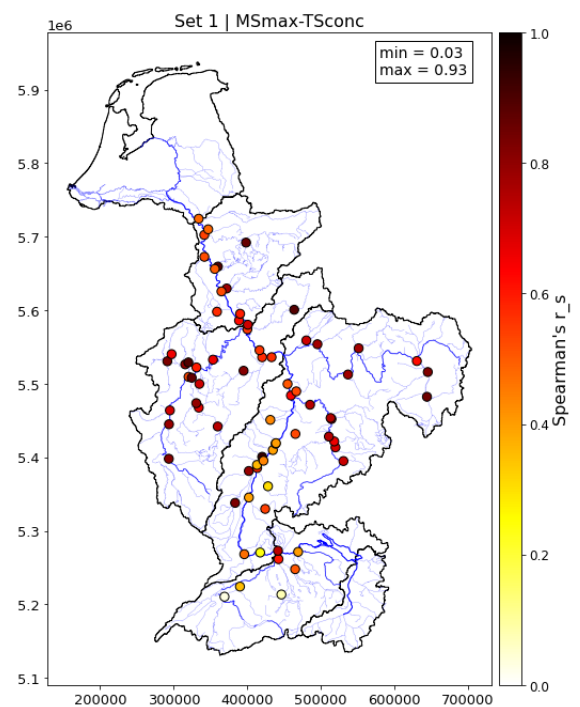 Set 1 | MSmax-TSconc
1e6
min = 0.03
max = 0.93
5.9
5.8
5.7
5.6
5.5
5.4
5.3
5.2
5.1
100000 200000 300000 400000 500000 600000 700000
1.0
0.8
0.6
0.4
0.2
0.0
Spearman's r_s